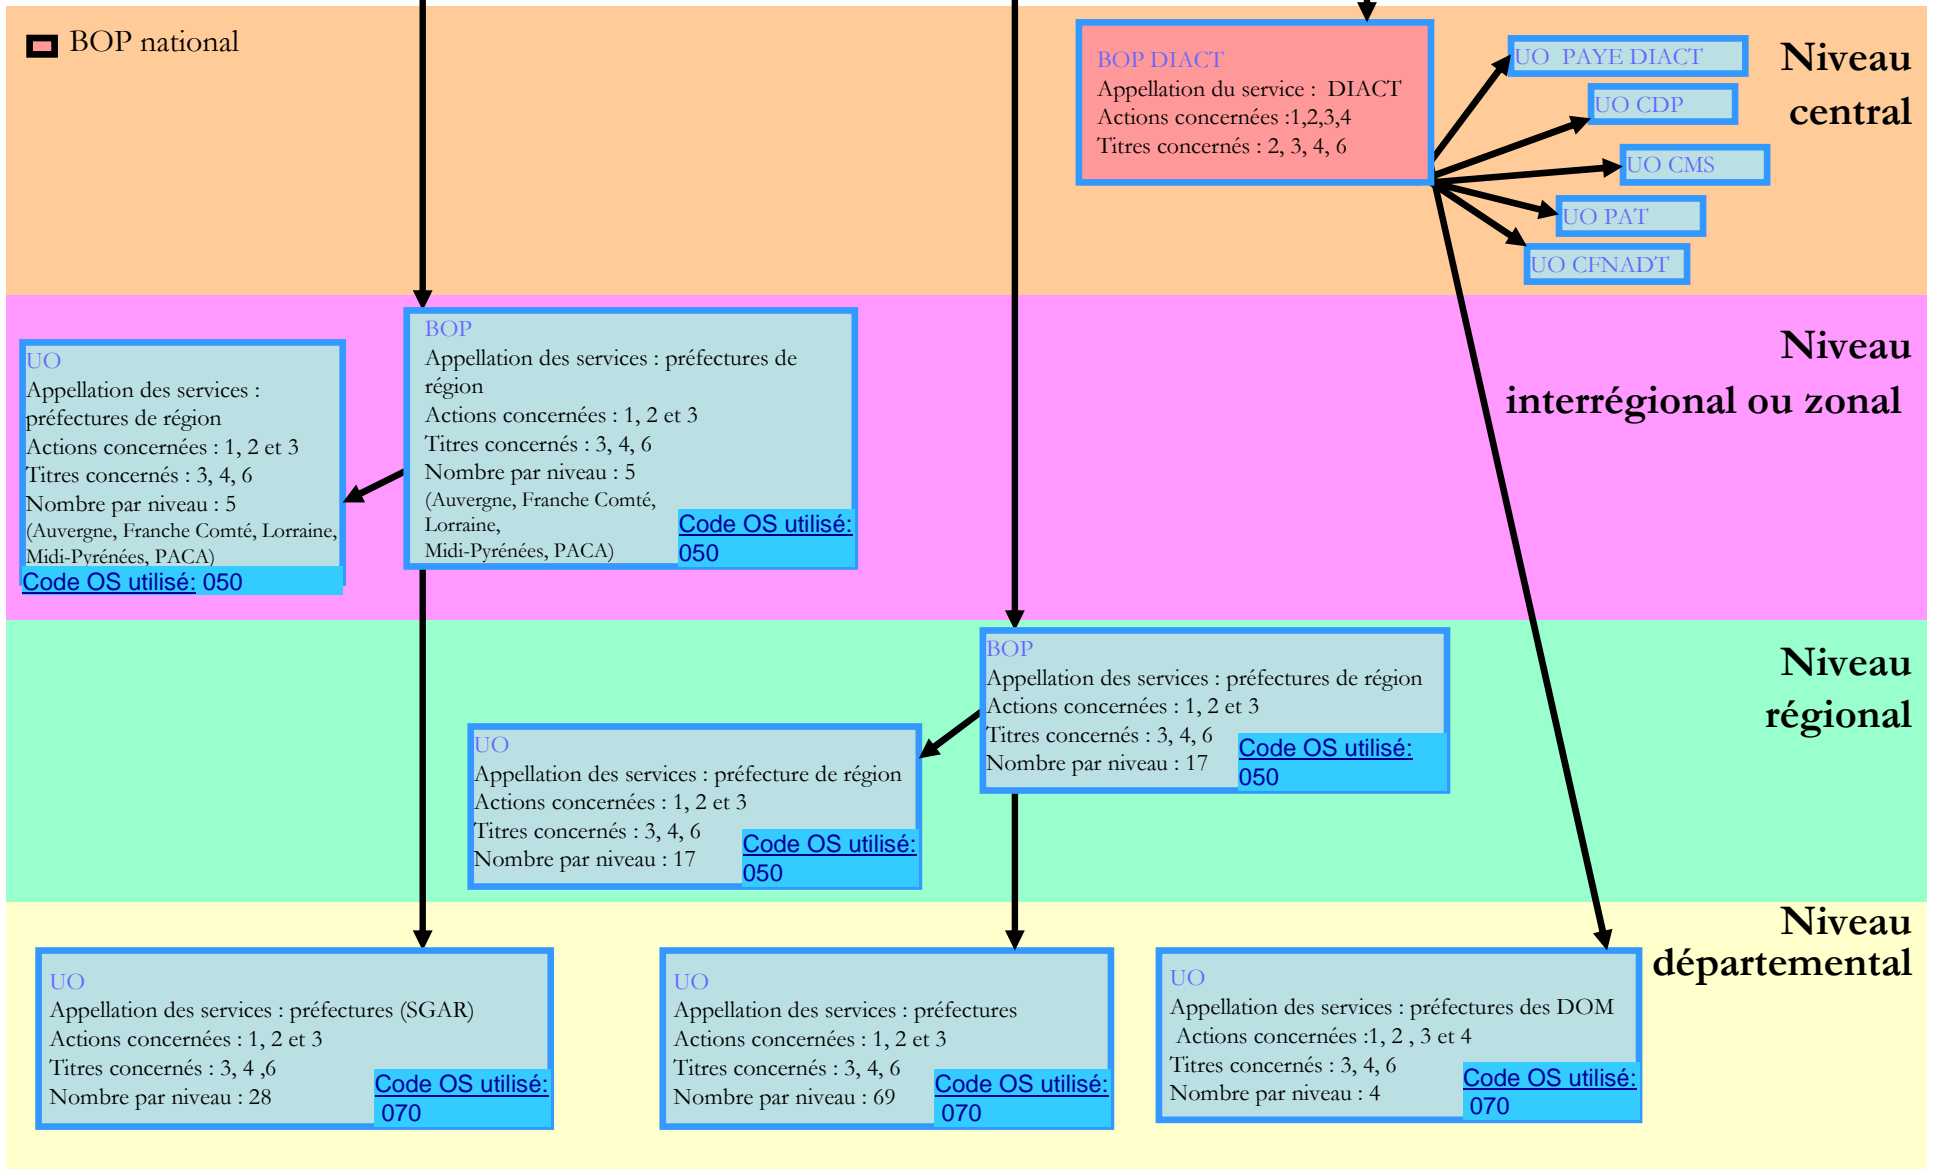 BOP national
BOP DIACT
Appellation du service :  DIACT
Actions concernées :1,2,3,4
Titres concernés : 2, 3, 4, 6
UO  PAYE DIACT
UO CDP
UO CMS
UO PAT
UO CFNADT
Niveau
central
UO
Appellation des services :
préfectures de région
Actions concernées : 1, 2 et 3
Titres concernés : 3, 4, 6
Nombre par niveau : 5
(Auvergne, Franche Comté, Lorraine,
Midi-Pyrénées, PACA)
Code OS utilisé: 050
BOP
Appellation des services : préfectures de
région
Actions concernées : 1, 2 et 3
Titres concernés : 3, 4, 6
Nombre par niveau : 5
(Auvergne, Franche Comté,
Lorraine,
Midi-Pyrénées, PACA)
Code OS utilisé:
050
Niveau
interrégional ou zonal
BOP
Appellation des services : préfectures de région
Actions concernées : 1, 2 et 3
Titres concernés : 3, 4, 6
Nombre par niveau : 17
Code OS utilisé:
050
UO
Appellation des services : préfecture de région
Actions concernées : 1, 2 et 3
Titres concernés : 3, 4, 6
Nombre par niveau : 17
Code OS utilisé:
050
Niveau
régional
UO
Appellation des services : préfectures (SGAR)
Actions concernées : 1, 2 et 3
Titres concernés : 3, 4 ,6
Nombre par niveau : 28
Code OS utilisé:
070
UO
Appellation des services : préfectures
Actions concernées : 1, 2 et 3
Titres concernés : 3, 4, 6
Nombre par niveau : 69
Code OS utilisé:
070
UO
Appellation des services : préfectures des DOM
Actions concernées :1, 2 , 3 et 4
Titres concernés : 3, 4, 6
Nombre par niveau : 4
Code OS utilisé:
070
Niveau
départemental